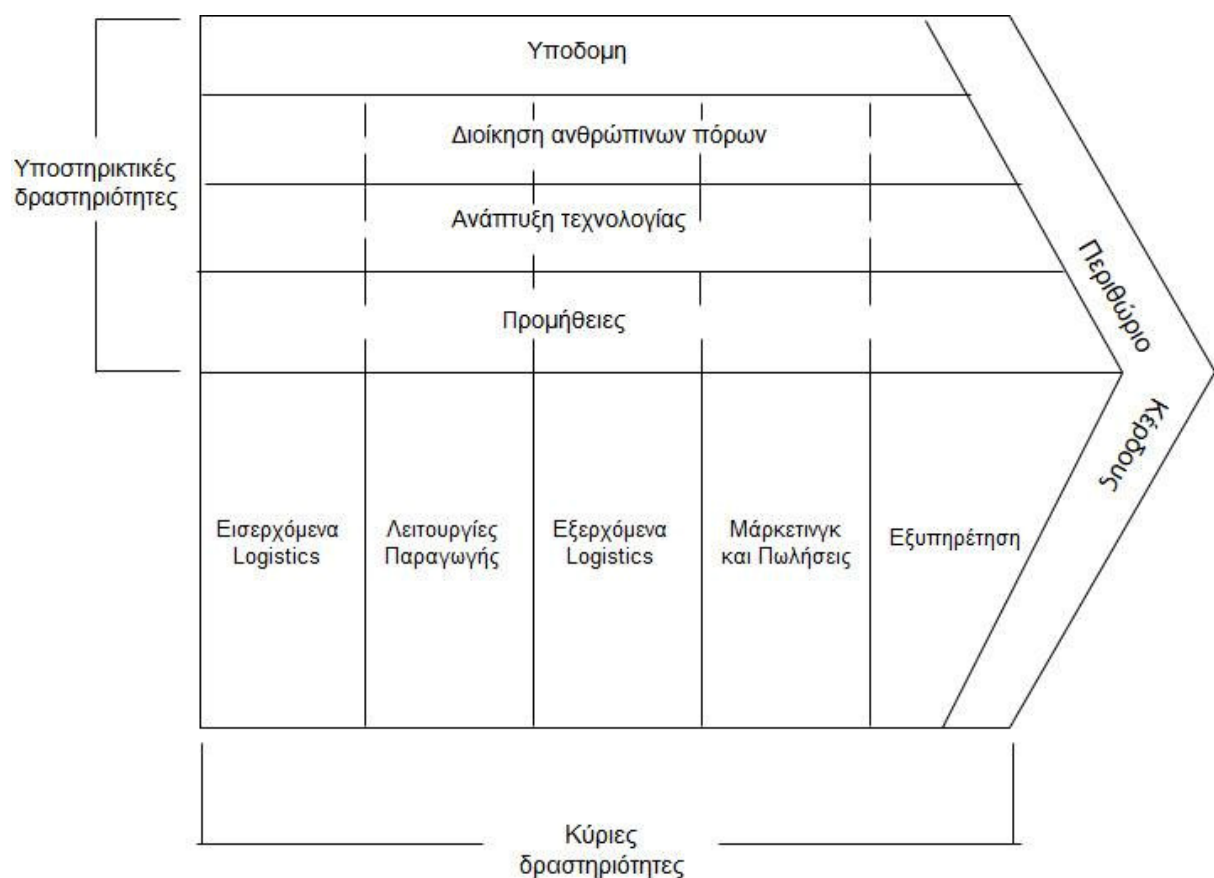 Υποδομη
Διοίκηση ανθρώπινων πόρων
Υποστηρικτικές
δραστηριότητες
Ανάπτυξη τεχνολογίας
Προμήθειες
Περιθώριο
Κέρδους
Εισερχόμενα
Logistics
Λειτουργίες
Παραγωγής
Εξερχόμενα
Logistics
Μάρκετινγκ
και Πωλήσεις
Εξυπηρέτηση
Κύριες
δραστηριότητες